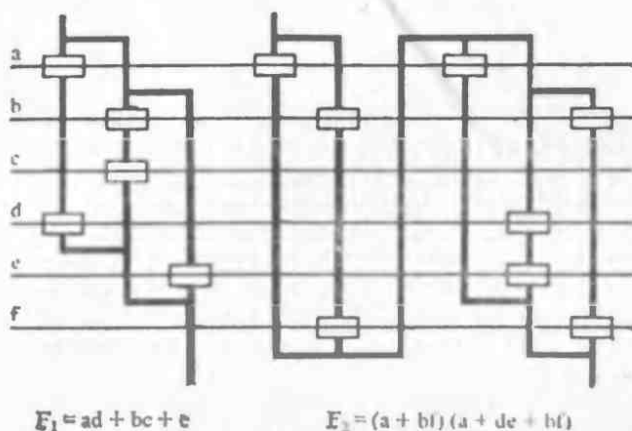 a
b
c
d
e
f
F₁ = ad + bc + e
F₂ = (a + bf) (a + de + bf)